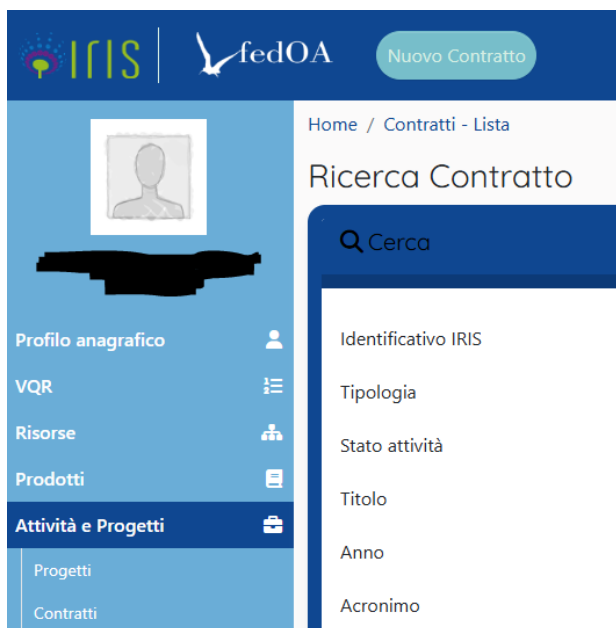 IRIS
fedOA
Nuovo Contratto
Home / Contratti - Lista
Ricerca Contratto
Cerca
Profilo anagrafico
VQR
Risorse
Prodotti
Attività e Progetti
Progetti
Contratti
Identificativo IRIS
Tipologia
Stato attività
Titolo
Anno
Acronimo